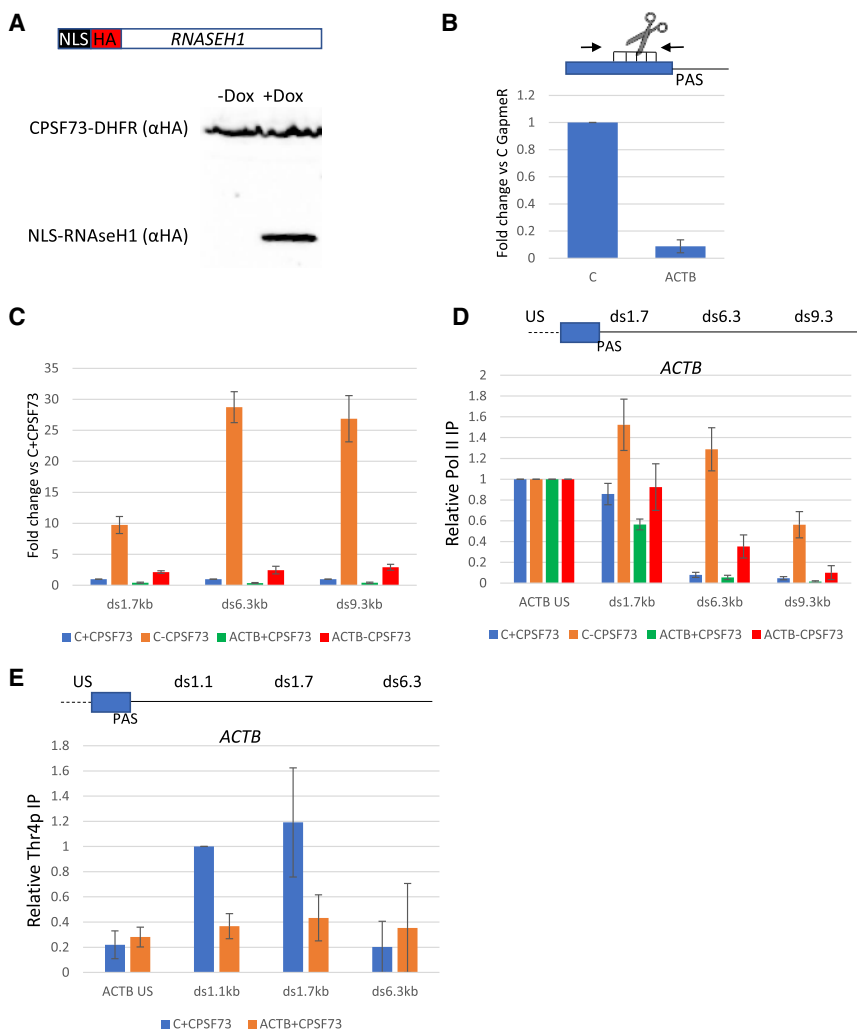 A
NLS HA RNASEH1
-Dox +Dox
CPSF73-DHFR (αHA)
NLS-RNAseH1 (αHA)
B
PAS
Fold change vs C GapmeR
1.2
1
0.8
0.6
0.4
0.2
0
C ACTB
C
Fold change vs C+CPSF73
35
30
25
20
15
10
5
0
ds1.7kb ds6.3kb ds9.3kb
C+CPSF73 C-CPSF73 ACTB+CPSF73 ACTB-CPSF73
D
US ds1.7 ds6.3 ds9.3
PAS
ACTB
Relative Pol II IP
2
1.8
1.6
1.4
1.2
1
0.8
0.6
0.4
0.2
0
ACTB US ds1.7kb ds6.3kb ds9.3kb
C+CPSF73 C-CPSF73 ACTB+CPSF73 ACTB-CPSF73
E
US ds1.1 ds1.7 ds6.3
PAS
ACTB
Relative Thr4p IP
1.8
1.6
1.4
1.2
1
0.8
0.6
0.4
0.2
0
ACTB US ds1.1kb ds1.7kb ds6.3kb
C+CPSF73 ACTB+CPSF73